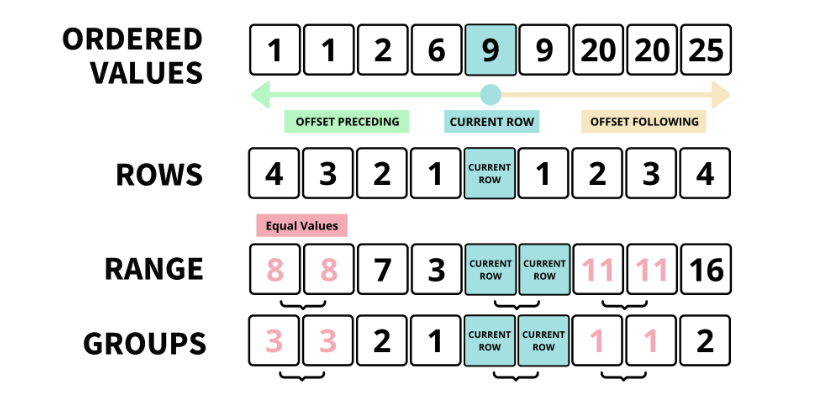 ORDERED
VALUES
1 1 2 6 9 9 20 20 25
OFFSET PRECEDING CURRENT ROW OFFSET FOLLOWING
ROWS
4 3 2 1 CURRENT ROW 1 2 3 4
Equal Values
RANGE
8 8 7 3 CURRENT ROW CURRENT ROW 11 11 16
GROUPS
3 3 2 1 CURRENT ROW CURRENT ROW 1 1 2